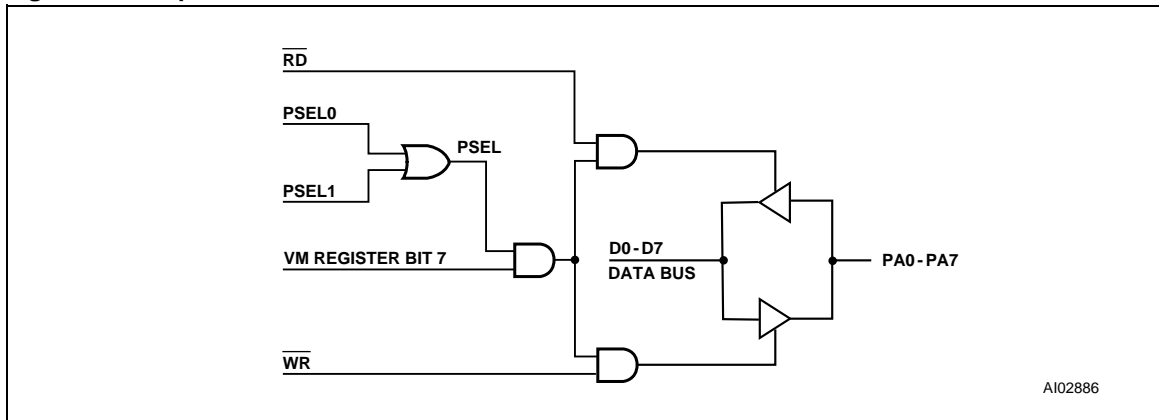 RD
PSEL0
PSEL
PSEL1
VM REGISTER BIT 7
D0-D7
DATA BUS
PA0-PA7
WR
AI02886